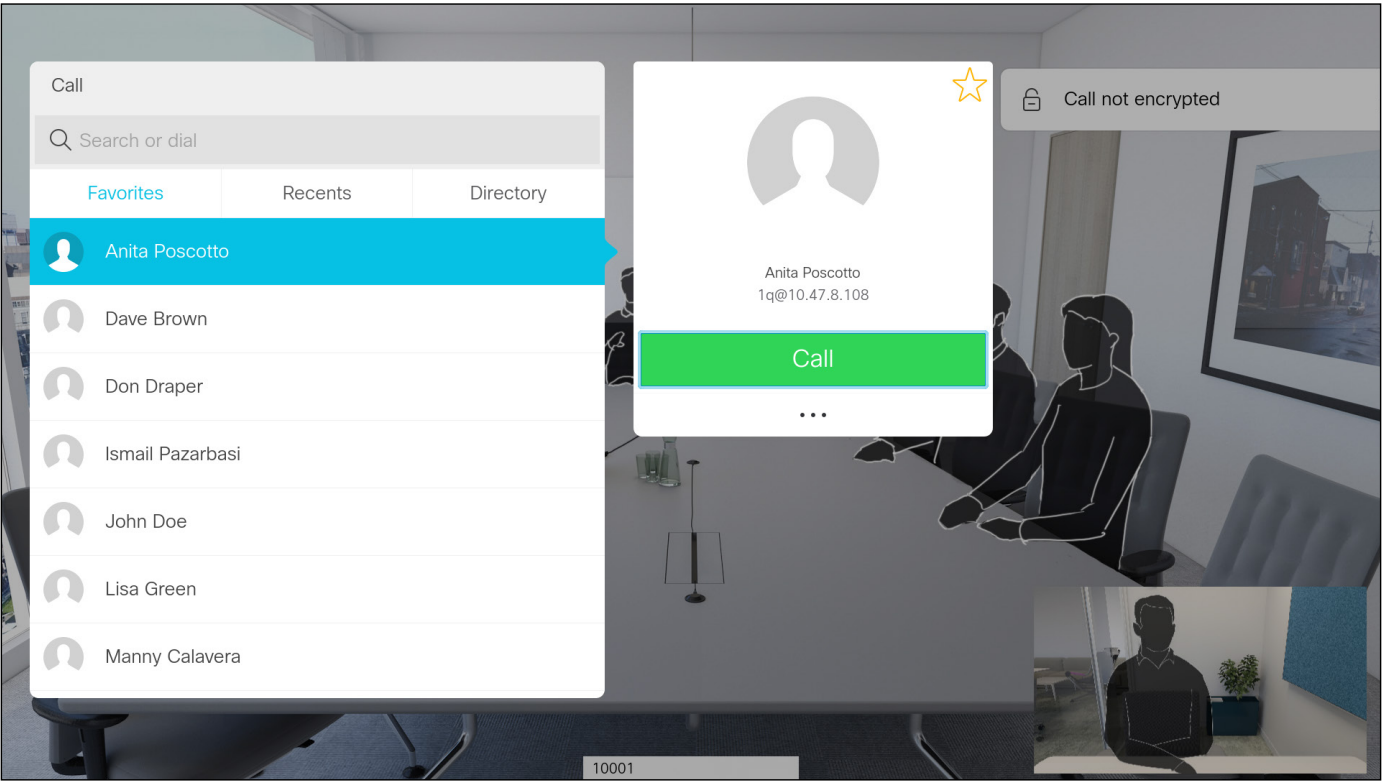 Call
Search or dial
Favorites Recents Directory
Anita Poscotto
Dave Brown
Don Draper
Ismail Pazarbasi
John Doe
Lisa Green
Manny Calavera
Anita Poscotto
1q@10.47.8.108
Call
...
Call not encrypted
10001